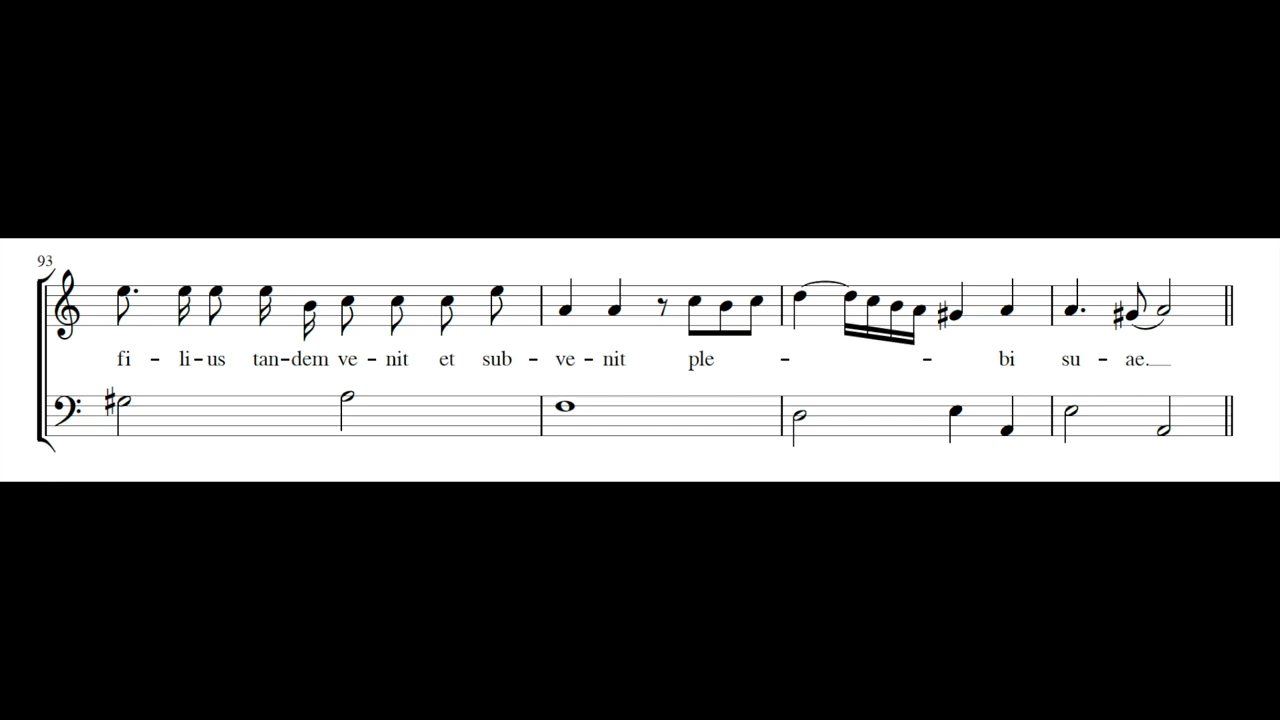 93
fi - li - us tan - dem ve - nit et sub - ve - nit ple - - bi su - ae.